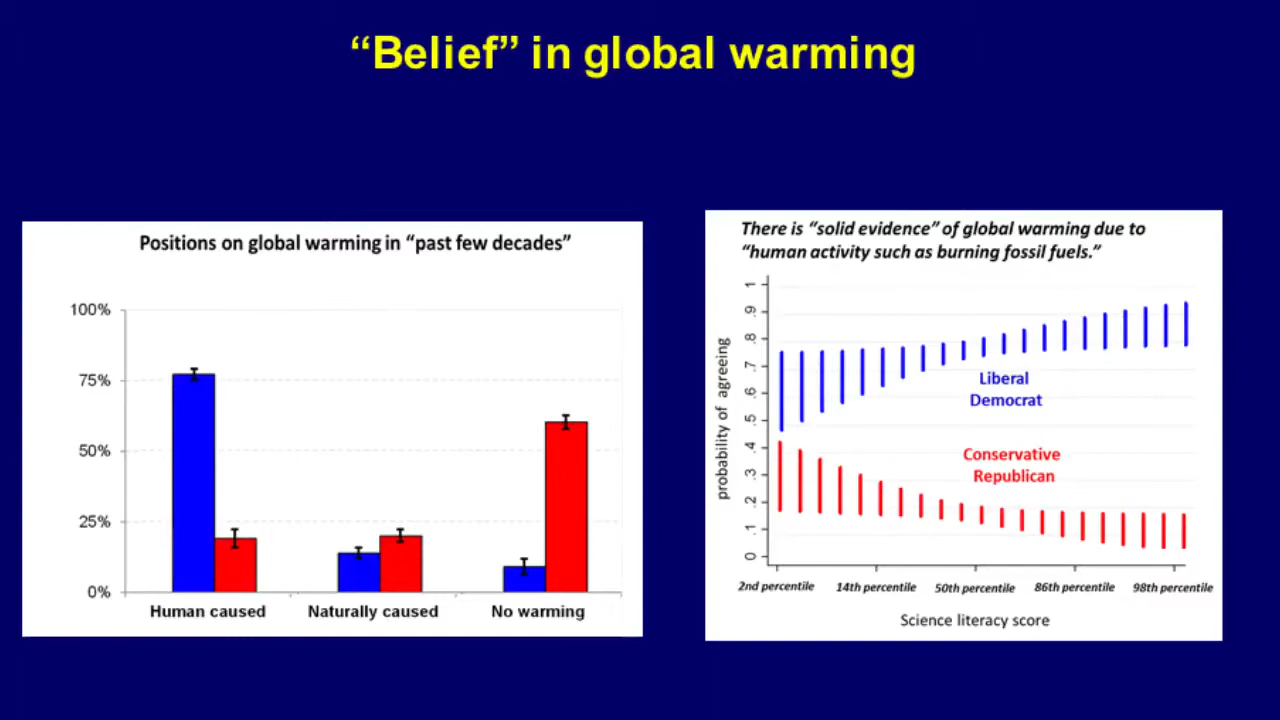 “Belief” in global warming
Positions on global warming in “past few decades”
100%
75%
50%
25%
0%
Human caused
Naturally caused
No warming
There is “solid evidence” of global warming due to
“human activity such as burning fossil fuels.”
probability of agreeing
1
.9
.8
.7
.6
.5
.4
.3
.2
.1
0
Liberal
Democrat
Conservative
Republican
2nd percentile
14th percentile
50th percentile
86th percentile
98th percentile
Science literacy score